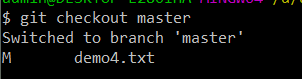 $ git checkout master
Switched to branch 'master'
M       demo4.txt